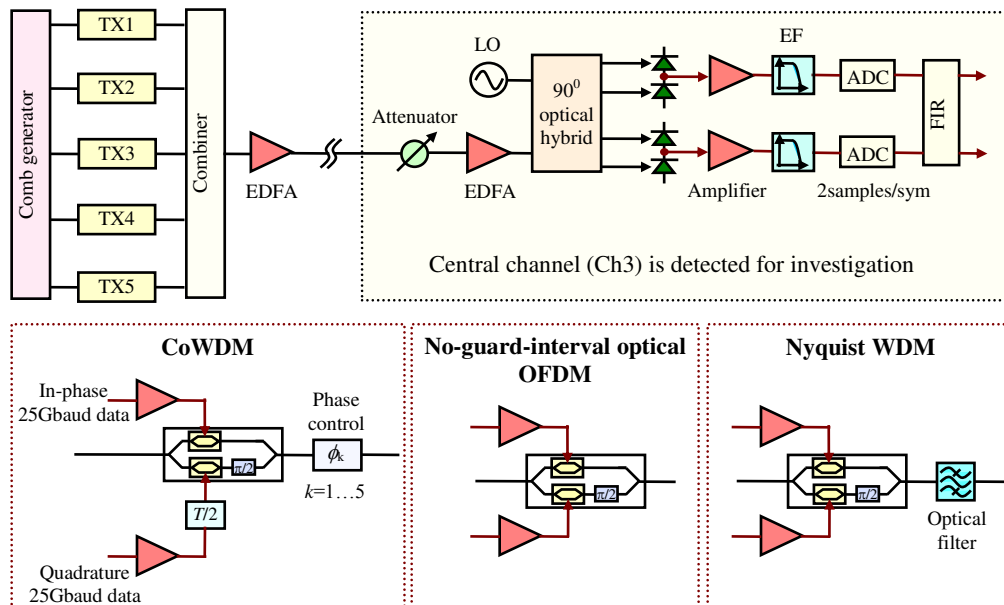 Comb generator
TX1
TX2
TX3
TX4
TX5
Combiner
EDFA
Attenuator
EDFA
LO
90⁰
optical
hybrid
Amplifier
EF
ADC
ADC
2samples/sym
FIR
Central channel (Ch3) is detected for investigation
CoWDM
In-phase
25Gbaud data
π/2
T/2
Quadrature
25Gbaud data
Phase
control
ϕk
k=1…5
No-guard-interval optical
OFDM
π/2
Nyquist WDM
π/2
Optical
filter